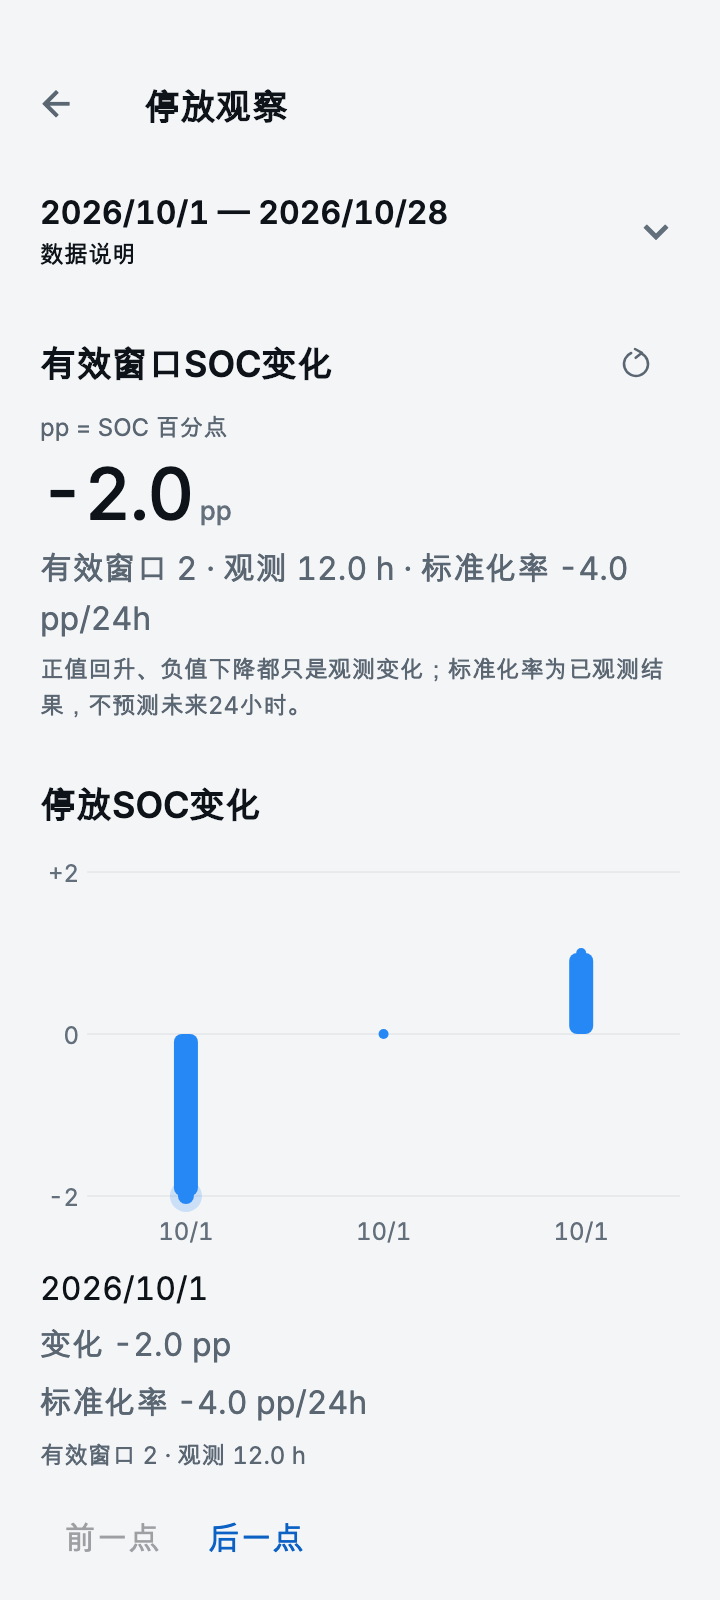 停放观察
2026/10/1 — 2026/10/28
数据说明
有效窗口SOC变化
pp = SOC 百分点
-2.0 pp
有效窗口 2 · 观测 12.0 h · 标准化率 -4.0
pp/24h
正值回升、负值下降都只是观测变化；标准化率为已观测结
果，不预测未来24小时。
停放SOC变化
+2
0
-2
10/1 10/1 10/1
2026/10/1
变化 -2.0 pp
标准化率 -4.0 pp/24h
有效窗口 2 · 观测 12.0 h
前一点 后一点